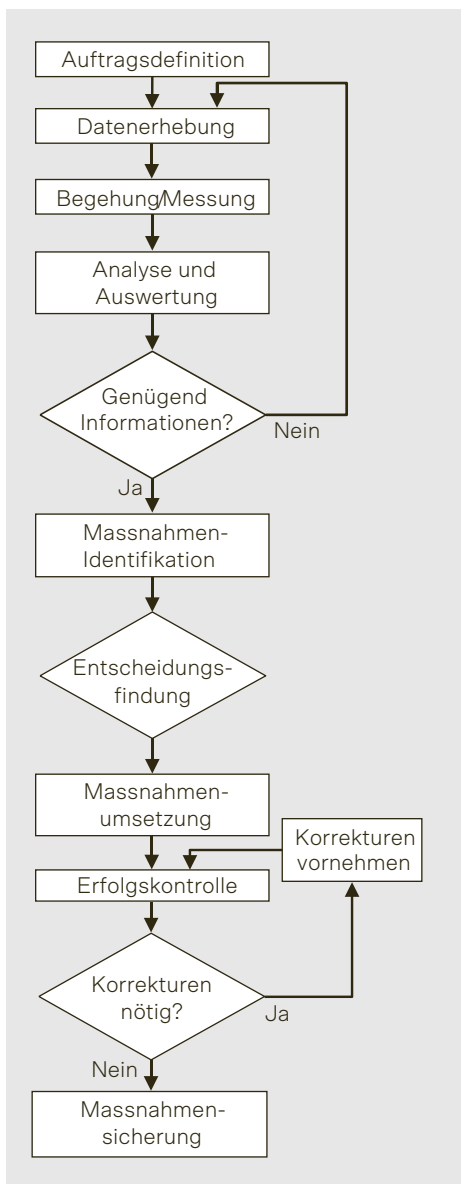 Auftragsdefinition
Datenerhebung
Begehung/Messung
Analyse und
Auswertung
Genügend
Informationen?
Nein
Ja
Massnahmen-
Identifikation
Entscheidungs-
findung
Massnahmen-
umsetzung
Korrekturen
vornehmen
Erfolgskontrolle
Korrekturen
nötig?
Ja
Nein
Massnahmen-
sicherung